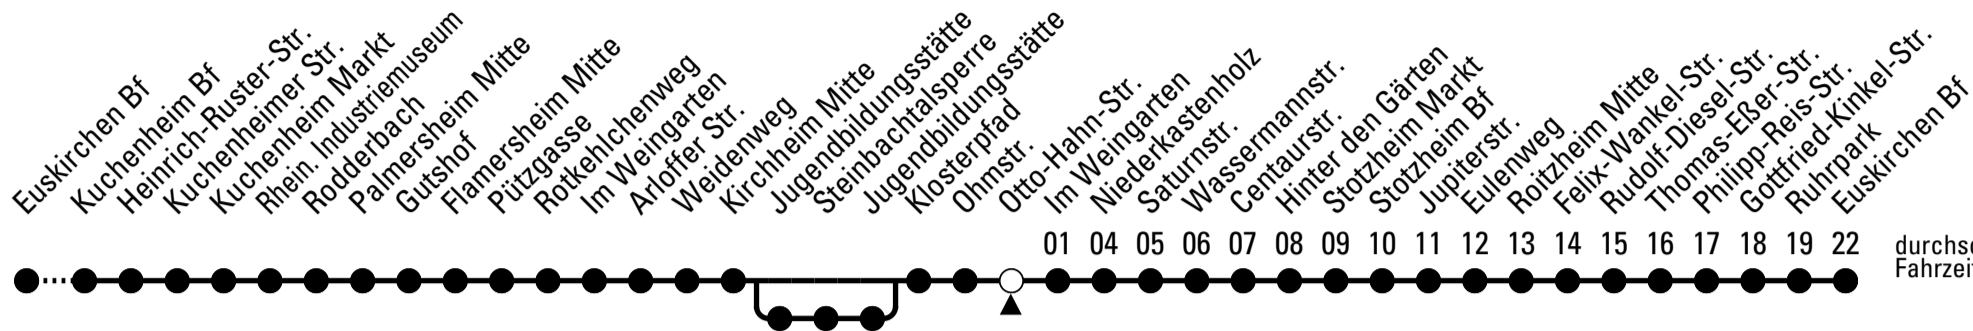 Euskirchen Bf
Kuchenheim Bf
Heinrich-Ruster-Str.
Kuchenheimer Str.
Kuchenheim Markt
Rhein. Industriemuseum
Rodderbach
Palmersheim Mitte
Gutshof
Flamersheim Mitte
Pützgasse
Rotkehlchenweg
Im Weingarten
Arloffer Str.
Weidenweg
Kirchheim Mitte
Jugendbildungsstätte
Steinbachtalsperre
Jugendbildungsstätte
Klosterpfad
Ohmstr.
Otto-Hahn-Str.
Im Weingarten
Niederkastenholz
Saturnstr.
Wassermannstr.
Centaurstr.
Hinter den Gärten
Stotzheim Markt
Stotzheim Bf
Jupiterstr.
Eulenweg
Roitzheim Mitte
Felix-Wankel-Str.
Rudolf-Diesel-Str.
Thomas-Eßer-Str.
Philipp-Reis-Str.
Gottfried-Kinkel-Str.
Ruhrpark
Euskirchen Bf
01 04 05 06 07 08 09 10 11 12 13 14 15 16 17 18 19 22